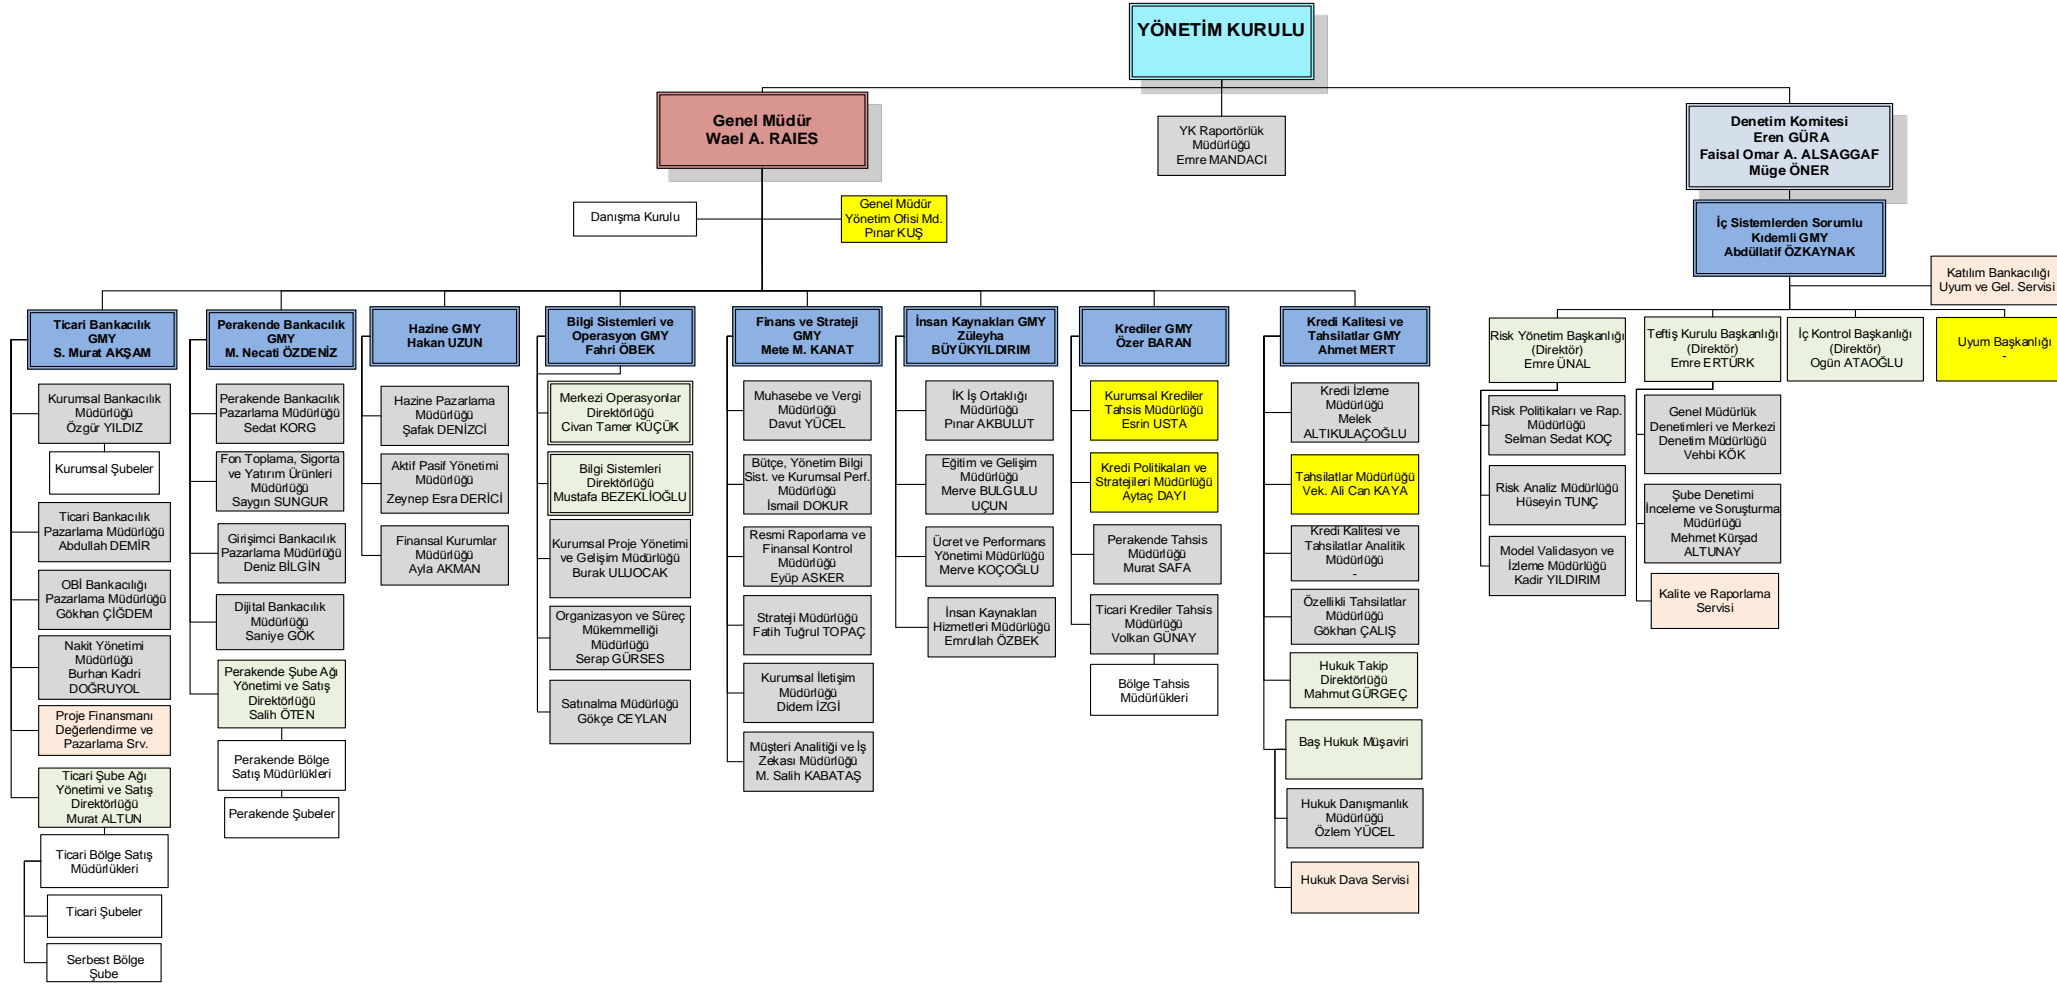 YÖNETİM KURULU
Genel Müdür
Wael A. RAIES
YK Raportörlük
Müdürlüğü
Emre MANDACI
Denetim Komitesi
Eren GÜRA
Faisal Omar A. ALSAGGAF
Müge ÖNER
Danışma Kurulu
Genel Müdür
Yönetim Ofisi Md.
Pınar KUŞ
İç Sistemlerden Sorumlu
Kıdemli GMY
Abdüllatif ÖZKAYNAK
Katılım Bankacılığı
Uyum ve Gel. Servisi
Ticari Bankacılık
GMY
S. Murat AKŞAM
Kurumsal Bankacılık
Müdürlüğü
Özgür YILDIZ
Kurumsal Şubeler
Ticari Bankacılık
Pazarlama Müdürlüğü
Abdullah DEMİR
OBİ Bankacılığı
Pazarlama Müdürlüğü
Gökhan ÇİĞDEM
Nakit Yönetimi
Müdürlüğü
Burhan Kadri
DOĞRUYOL
Proje Finansmanı
Değerlendirme ve
Pazarlama Srv.
Ticari Şube Ağı
Yönetimi ve Satış
Direktörlüğü
Murat ALTUN
Ticari Bölge Satış
Müdürlükleri
Ticari Şubeler
Serbest Bölge
Şube
Perakende Bankacılık
GMY
M. Necati ÖZDENİZ
Perakende Bankacılık
Pazarlama Müdürlüğü
Sedat KORG
Fon Toplama, Sigorta
ve Yatırım Ürünleri
Müdürlüğü
Saygın SUNGUR
Girişimci Bankacılık
Pazarlama Müdürlüğü
Deniz BİLGİN
Dijital Bankacılık
Müdürlüğü
Saniye GÖK
Perakende Şube Ağı
Yönetimi ve Satış
Direktörlüğü
Salih ÖTEN
Perakende Bölge
Satış Müdürlükleri
Perakende Şubeler
Hazine GMY
Hakan UZUN
Hazine Pazarlama
Müdürlüğü
Şafak DENİZCİ
Aktif Pasif Yönetimi
Müdürlüğü
Zeynep Esra DERİCİ
Finansal Kurumlar
Müdürlüğü
Ayla AKMAN
Bilgi Sistemleri ve
Operasyon GMY
Fahri ÖBEK
Merkezi Operasyonlar
Direktörlüğü
Civan Tamer KÜÇÜK
Bilgi Sistemleri
Direktörlüğü
Mustafa BEZEKLİOĞLU
Kurumsal Proje Yönetimi
ve Gelişim Müdürlüğü
Burak ULUOCAK
Organizasyon ve Süreç
Mükemmelliği
Müdürlüğü
Serap GÜRSES
Satınalma Müdürlüğü
Gökçe CEYLAN
Finans ve Strateji
GMY
Mete M. KANAT
Muhasebe ve Vergi
Müdürlüğü
Davut YÜCEL
Bütçe, Yönetim Bilgi
Sist. ve Kurumsal Perf.
Müdürlüğü
İsmail DOKUR
Resmi Raporlama ve
Finansal Kontrol
Müdürlüğü
Eyüp ASKER
Strateji Müdürlüğü
Fatih Tuğrul TOPAÇ
Kurumsal İletişim
Müdürlüğü
Didem İZGİ
Müşteri Analitiği ve İş
Zekası Müdürlüğü
M. Salih KABATAŞ
İnsan Kaynakları GMY
Züleyha
BÜYÜKYILDIRIM
İK İş Ortaklığı
Müdürlüğü
Pınar AKBULUT
Eğitim ve Gelişim
Müdürlüğü
Merve BULGULU
UÇUN
Ücret ve Performans
Yönetimi Müdürlüğü
Merve KOÇOĞLU
İnsan Kaynakları
Hizmetleri Müdürlüğü
Emrullah ÖZBEK
Krediler GMY
Özer BARAN
Kurumsal Krediler
Tahsis Müdürlüğü
Esrin USTA
Kredi Politikaları ve
Stratejileri Müdürlüğü
Aytaç DAYI
Perakende Tahsis
Müdürlüğü
Murat SAFA
Ticari Krediler Tahsis
Müdürlüğü
Volkan GÜNAY
Bölge Tahsis
Müdürlükleri
Kredi Kalitesi ve
Tahsilatlar GMY
Ahmet MERT
Kredi İzleme
Müdürlüğü
Melek
ALTIKULAÇOĞLU
Tahsilatlar Müdürlüğü
Vek. Ali Can KAYA
Kredi Kalitesi ve
Tahsilatlar Analitik
Müdürlüğü
-
Özellikli Tahsilatlar
Müdürlüğü
Gökhan ÇALIŞ
Hukuk Takip
Direktörlüğü
Mahmut GÜRGEÇ
Baş Hukuk Müşaviri
Hukuk Danışmanlık
Müdürlüğü
Özlem YÜCEL
Hukuk Dava Servisi
Risk Yönetim Başkanlığı
(Direktör)
Emre ÜNAL
Risk Politikaları ve Rap.
Müdürlüğü
Selman Sedat KOÇ
Risk Analiz Müdürlüğü
Hüseyin TUNÇ
Model Validasyon ve
İzleme Müdürlüğü
Kadir YILDIRIM
Teftiş Kurulu Başkanlığı
(Direktör)
Emre ERTÜRK
Genel Müdürlük
Denetimleri ve Merkezi
Denetim Müdürlüğü
Vehbi KÖK
Şube Denetimi
İnceleme ve Soruşturma
Müdürlüğü
Mehmet Kürşad
ALTUNAY
Kalite ve Raporlama
Servisi
İç Kontrol Başkanlığı
(Direktör)
Ogün ATAOĞLU
Uyum Başkanlığı
-